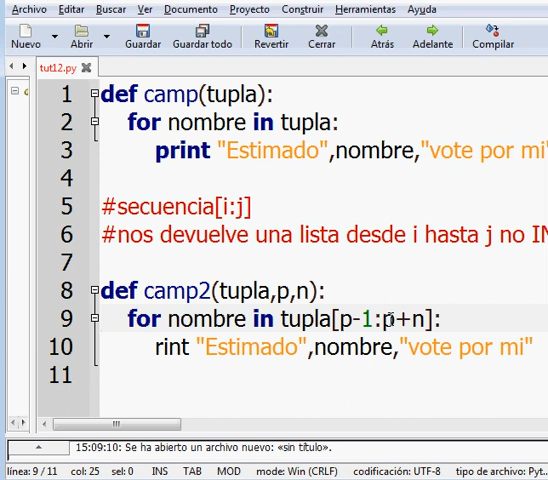 Archivo Editar Buscar Ver Documento Proyecto Construir Herramientas Ayuda
Nuevo Abrir Guardar Guardar todo Revertir Cerrar Atrás Adelante Compilar
tut12.py
1 def camp(tupla):
2 for nombre in tupla:
3 print "Estimado",nombre,"vote por mi"
4
5 #secuencia[i:j]
6 #nos devuelve una lista desde i hasta j no IN
7
8 def camp2(tupla,p,n):
9 for nombre in tupla[p-1:p+n]:
10 rint "Estimado",nombre,"vote por mi"
11
15:09:10: Se ha abierto un archivo nuevo: «sin título».
línea: 9 / 11 col: 25 sel: 0 INS TAB MOD mode: Win (CRLF) codificación: UTF-8 tipo de archivo: Pyt...